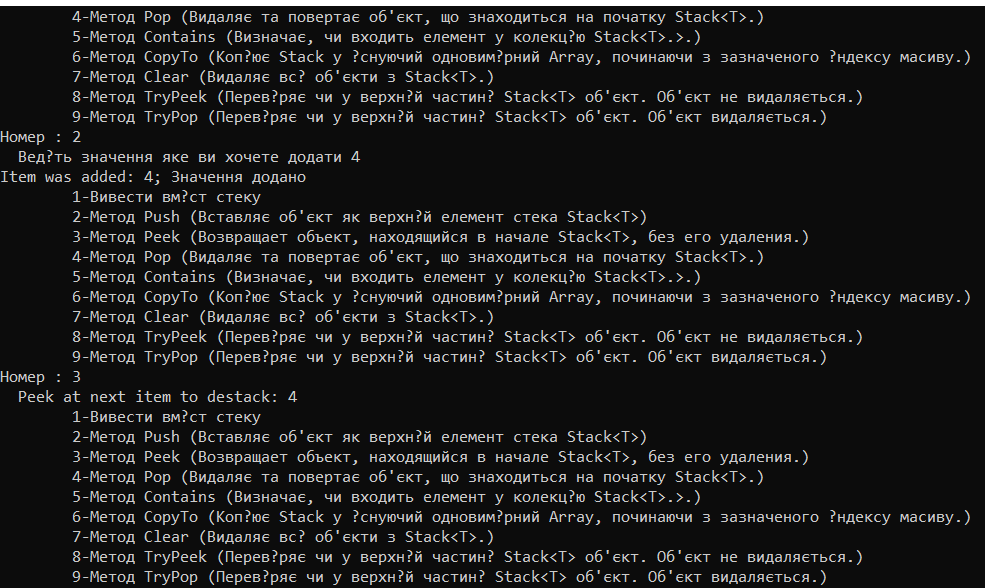 4-Метод Pop (Видаляє та повертає об'єкт, що знаходиться на початку Stack<T>.)
5-Метод Contains (Визначає, чи входить елемент у колекц?ю Stack<T>.>.)
6-Метод CopyTo (Коп?ює Stack у ?снуючий одновим?рний Array, починаючи з зазначеного ?ндексу масиву.)
7-Метод Clear (Видаляє вс? об'єкти з Stack<T>.)
8-Метод TryPeek (Перев?ряє чи у верхн?й частин? Stack<T> об'єкт. Об'єкт не видаляється.)
9-Метод TryPop (Перев?ряє чи у верхн?й частин? Stack<T> об'єкт. Об'єкт видаляється.)
Номер : 2
Вед?ть значення яке ви хочете додати 4
Item was added: 4; Значення додано
1-Вивести вм?ст стеку
2-Метод Push (Вставляє об'єкт як верхн?й елемент стека Stack<T>)
3-Метод Peek (Возвращает объект, находящийся в начале Stack<T>, без его удаления.)
4-Метод Pop (Видаляє та повертає об'єкт, що знаходиться на початку Stack<T>.)
5-Метод Contains (Визначає, чи входить елемент у колекц?ю Stack<T>.>.)
6-Метод CopyTo (Коп?ює Stack у ?снуючий одновим?рний Array, починаючи з зазначеного ?ндексу масиву.)
7-Метод Clear (Видаляє вс? об'єкти з Stack<T>.)
8-Метод TryPeek (Перев?ряє чи у верхн?й частин? Stack<T> об'єкт. Об'єкт не видаляється.)
9-Метод TryPop (Перев?ряє чи у верхн?й частин? Stack<T> об'єкт. Об'єкт видаляється.)
Номер : 3
Peek at next item to destack: 4
1-Вивести вм?ст стеку
2-Метод Push (Вставляє об'єкт як верхн?й елемент стека Stack<T>)
3-Метод Peek (Возвращает объект, находящийся в начале Stack<T>, без его удаления.)
4-Метод Pop (Видаляє та повертає об'єкт, що знаходиться на початку Stack<T>.)
5-Метод Contains (Визначає, чи входить елемент у колекц?ю Stack<T>.>.)
6-Метод CopyTo (Коп?ює Stack у ?снуючий одновим?рний Array, починаючи з зазначеного ?ндексу масиву.)
7-Метод Clear (Видаляє вс? об'єкти з Stack<T>.)
8-Метод TryPeek (Перев?ряє чи у верхн?й частин? Stack<T> об'єкт. Об'єкт не видаляється.)
9-Метод TryPop (Перев?ряє чи у верхн?й частин? Stack<T> об'єкт. Об'єкт видаляється.)